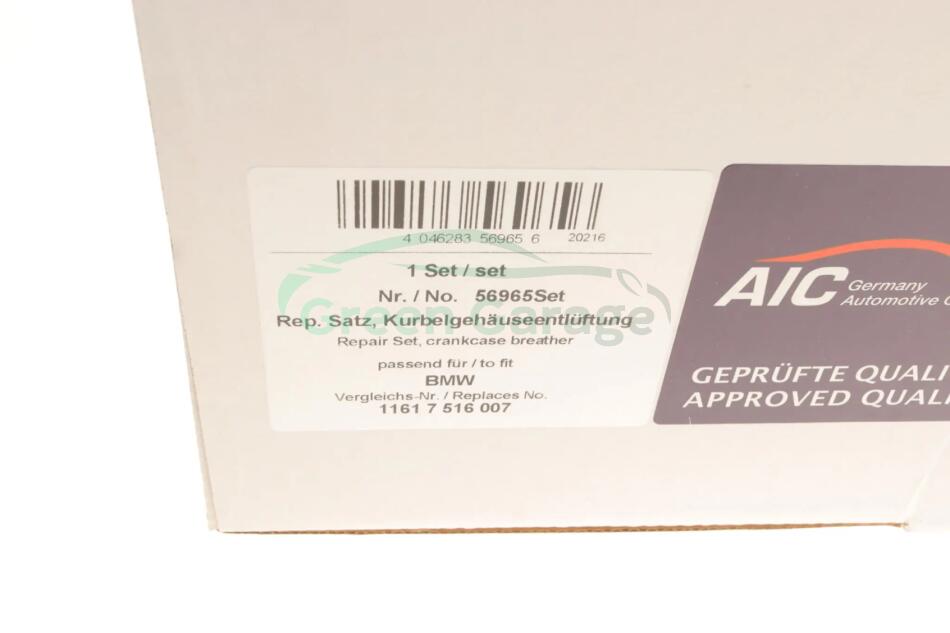 4 046283 56965 6 20216
1 Set / set
Nr. / No. 56965Set
Rep. Satz, Kurbelgehäuseentlüftung
Repair Set, crankcase breather
passend für / to fit
BMW
Vergleichs-Nr. / Replaces No.
1161 7 516 007
Green Garage
AIC Germany
Automotive
GEPRÜFTE QUALI
APPROVED QUALI